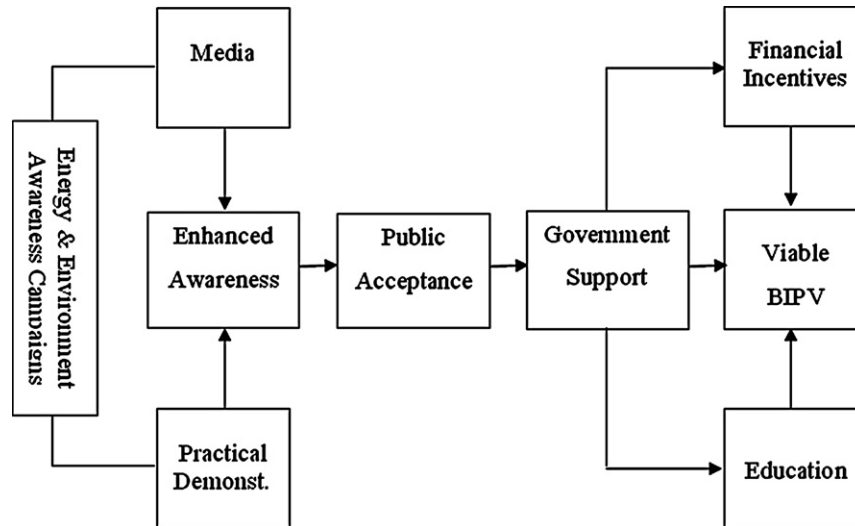 Media
Financial
Incentives
Energy & Environment
Awareness Campaigns
Enhanced
Awareness
Public
Acceptance
Government
Support
Viable
BIPV
Practical
Demonst.
Education